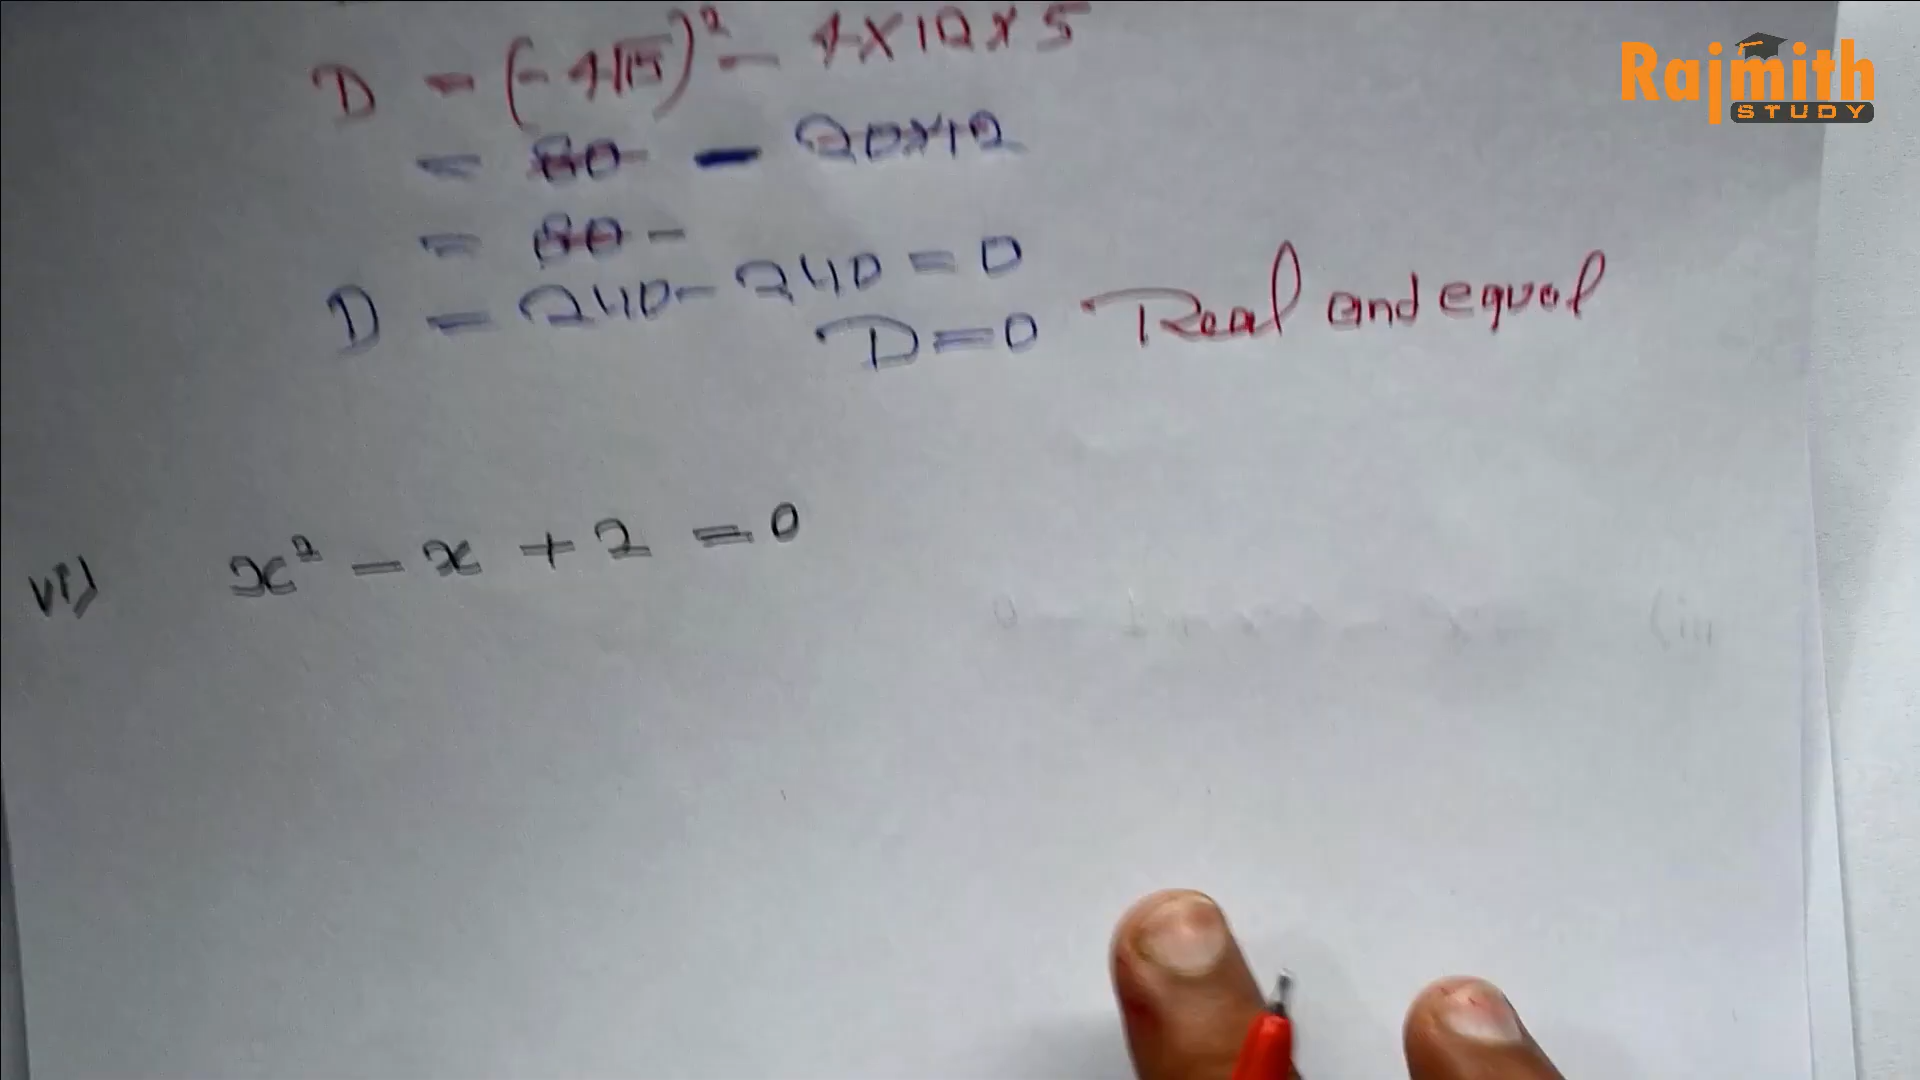 Rajmith
STUDY
D = (-4√15)² - 4×12×5
= 80 - 20×12
= 80 -
D = 240 - 240 = 0
D=0 Real and equal
vi) x² - x + 2 = 0